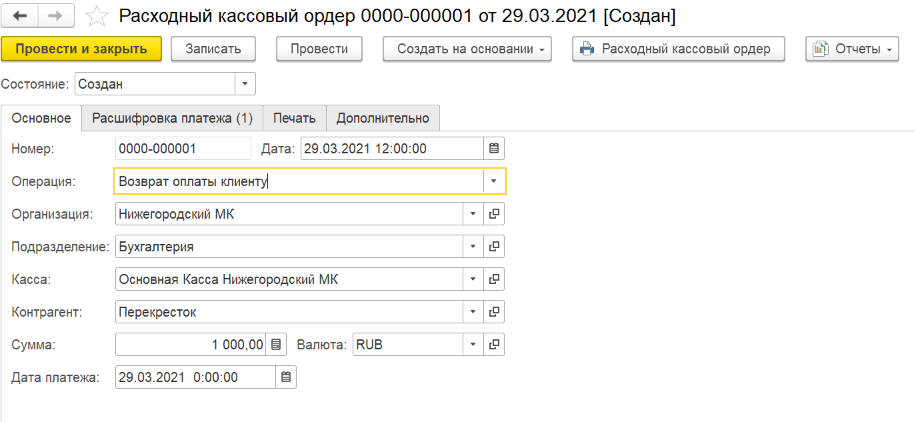 Расходный кассовый ордер 0000-000001 от 29.03.2021 [Создан]
Провести и закрыть Записать Провести Создать на основании Расходный кассовый ордер Отчеты
Состояние: Создан
Основное Расшифровка платежа (1) Печать Дополнительно
Номер: 0000-000001 Дата: 29.03.2021 12:00:00
Операция: Возврат оплаты клиенту
Организация: Нижегородский МК
Подразделение: Бухгалтерия
Касса: Основная Касса Нижегородский МК
Контрагент: Перекресток
Сумма: 1 000,00 Валюта: RUB
Дата платежа: 29.03.2021 0:00:00